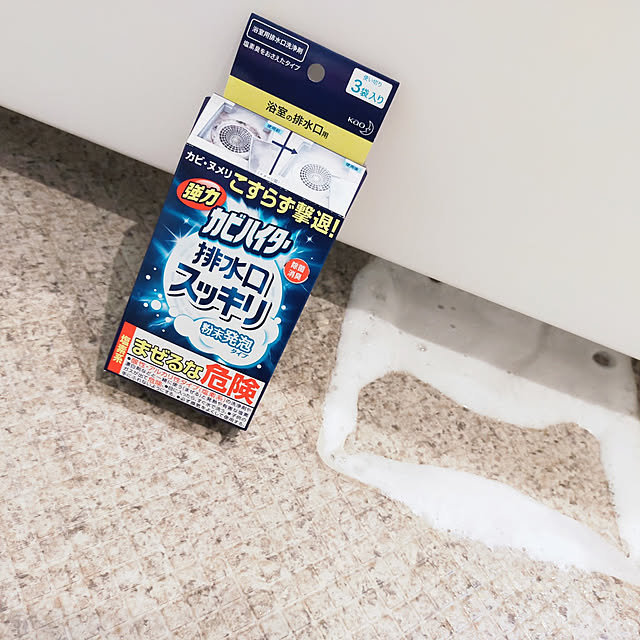 浴室用排水口洗浄剤
塩素臭をおさえたタイプ
使い切り
3袋入り
Kao
浴室の排水口用
カビ・ヌメリ こすらず撃退!
強力
カビハイター
除菌
消臭
排水口
スッキリ
粉末発泡
タイプ
塩素系
まぜるな
危険